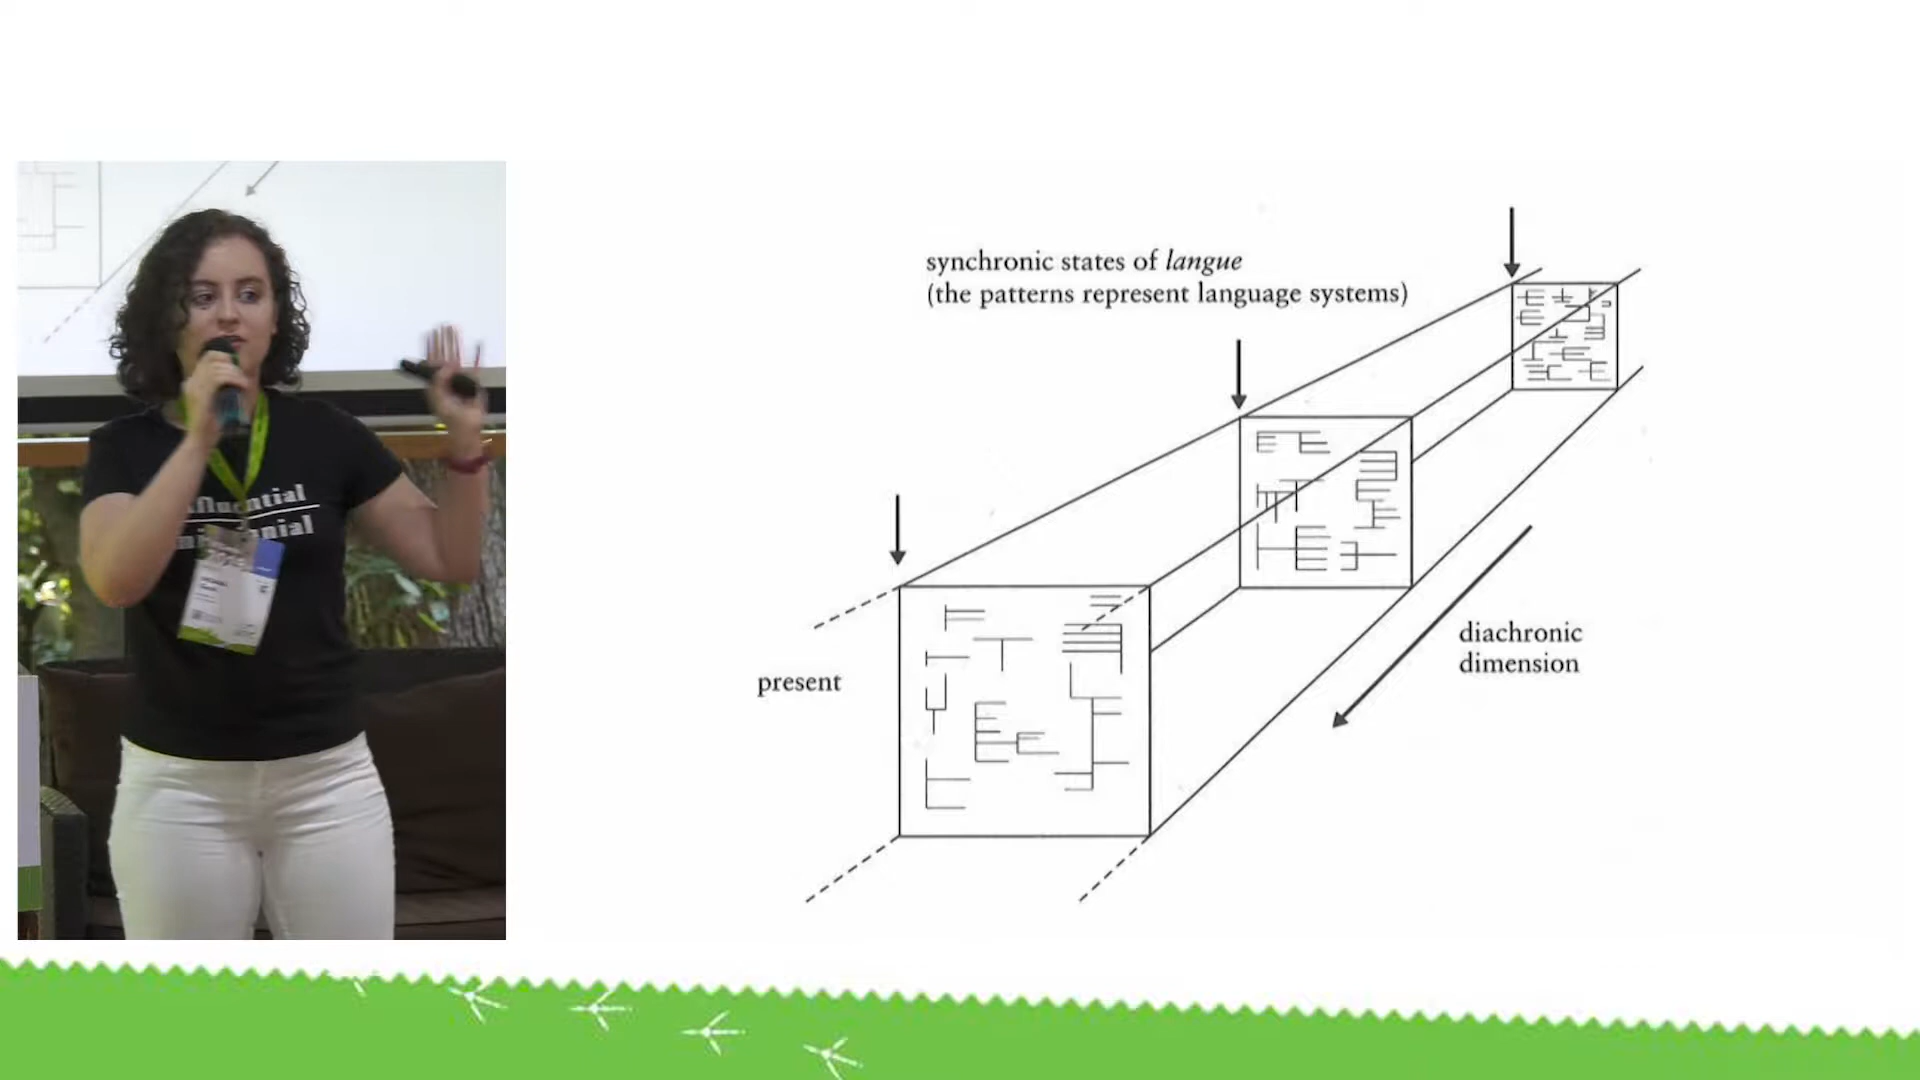 synchronic states of langue
(the patterns represent language systems)
present
diachronic
dimension